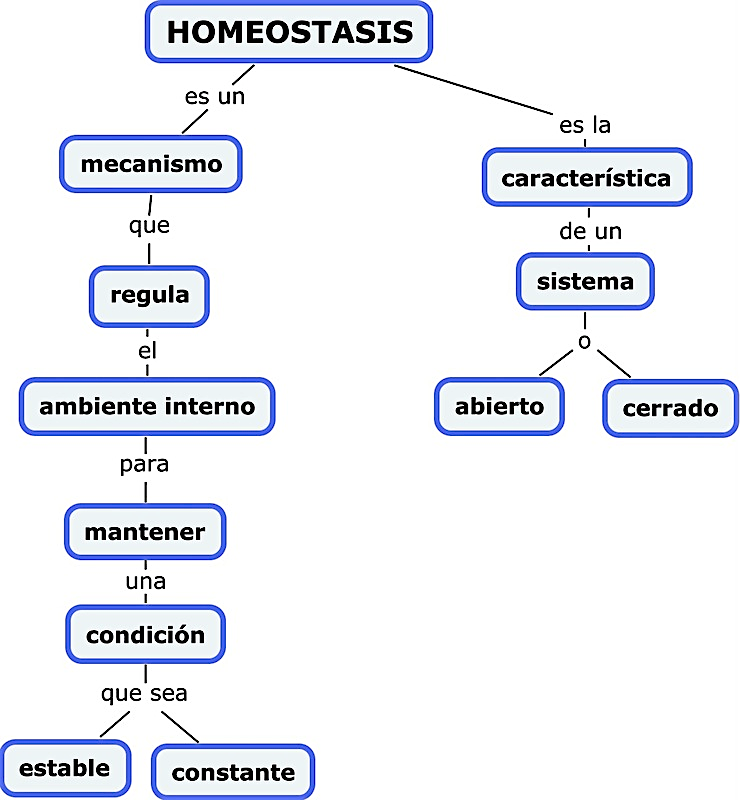 HOMEOSTASIS
es un
mecanismo
que
regula
el
ambiente interno
para
mantener
una
condición
que sea
estable
constante
es la
característica
de un
sistema
o
abierto
cerrado